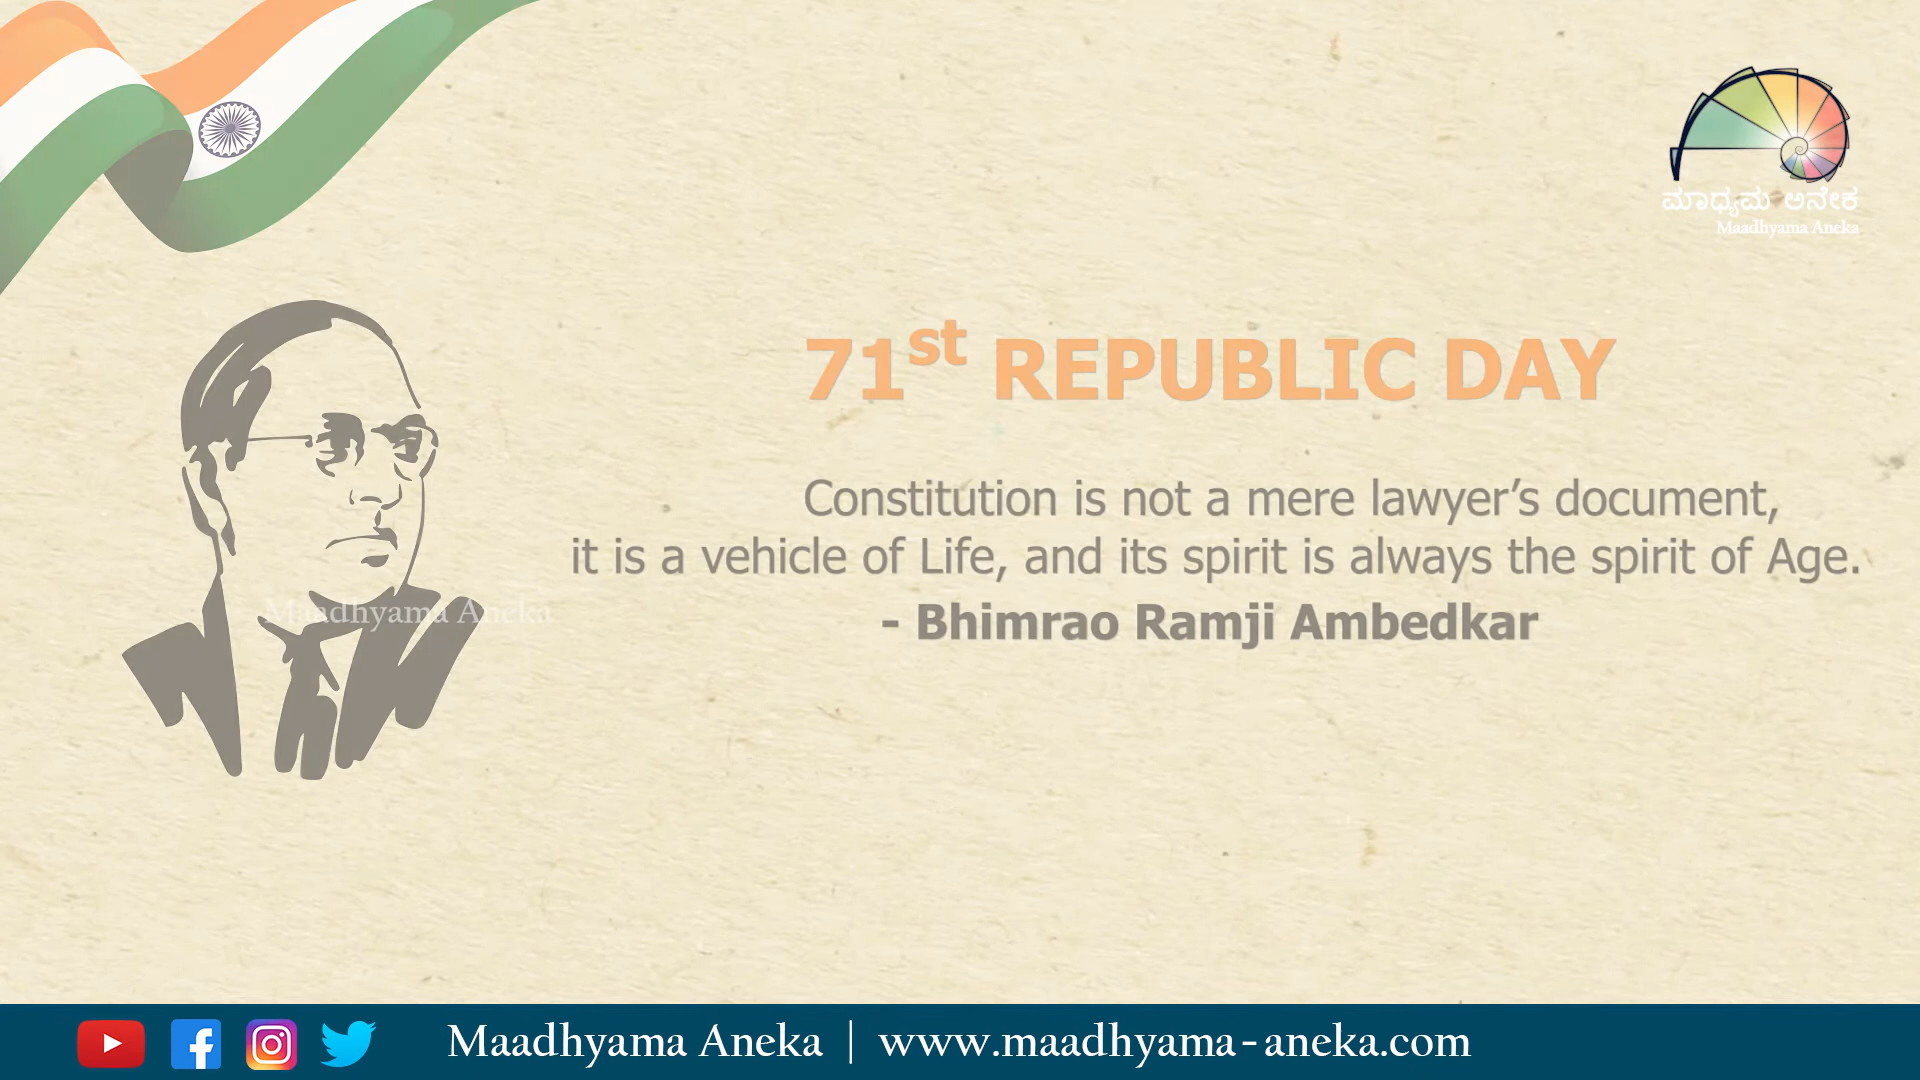 ಮಾಧ್ಯಮ ಅನೇಕ
Maadhyama Aneka
71st REPUBLIC DAY
Constitution is not a mere lawyer’s document,
it is a vehicle of Life, and its spirit is always the spirit of Age.
- Bhimrao Ramji Ambedkar
Maadhyama Aneka
Maadhyama Aneka | www.maadhyama-aneka.com